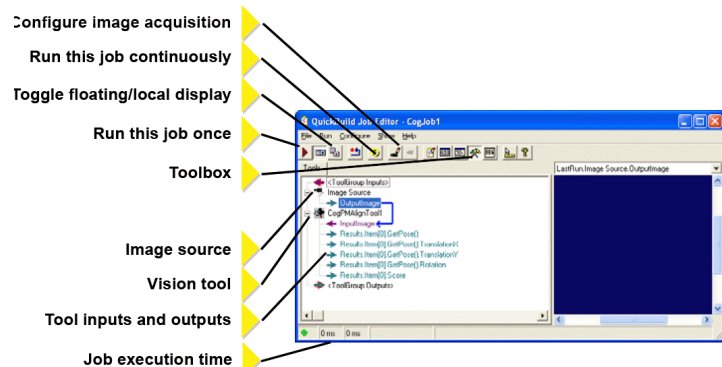 Configure image acquisition
Run this job continuously
Toggle floating/local display
Run this job once
Toolbox
Image source
Vision tool
Tool inputs and outputs
Job execution time
QuickBuild Job Editor - CogJob1
File Run Configure Show Help
Tools
<ToolGroup Inputs>
Image Source
OutputImage
CogPMAlignTool1
InputImage
Results.Item[0].GetPose()
Results.Item[0].GetPose().TranslationX
Results.Item[0].GetPose().TranslationY
Results.Item[0].GetPose().Rotation
Results.Item[0].Score
<ToolGroup Outputs>
LastRun.Image Source.OutputImage
0 ms 0 ms